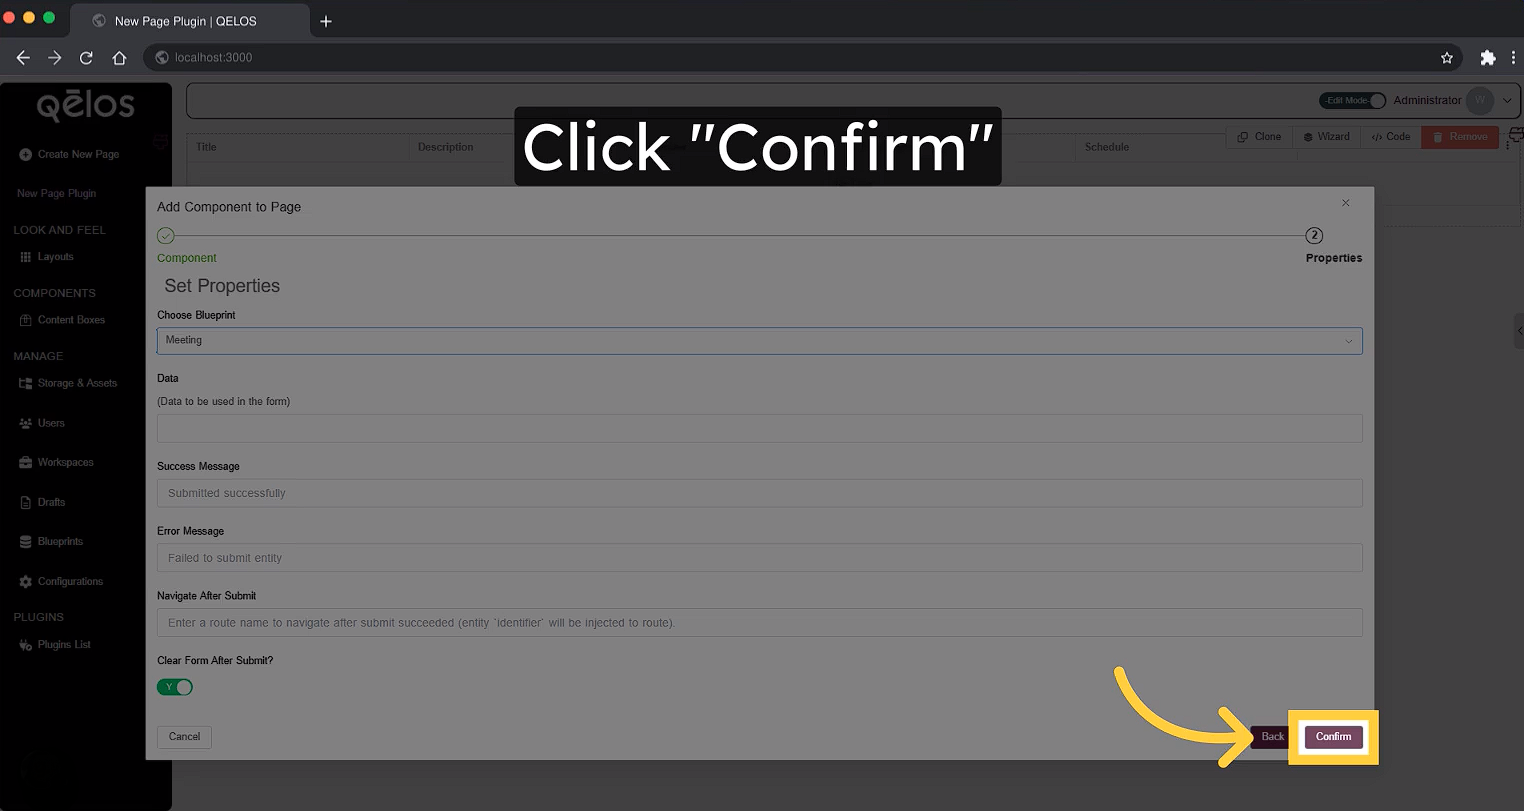 New Page Plugin | QELOS
localhost:3000
qēlos
Create New Page
New Page Plugin
LOOK AND FEEL
Layouts
COMPONENTS
Content Boxes
MANAGE
Storage & Assets
Users
Workspaces
Drafts
Blueprints
Configurations
PLUGINS
Plugins List
-Edit Mode-
Administrator
W
Title
Description
Schedule
Clone
Wizard
</> Code
Remove
Click "Confirm"
Add Component to Page
2
Component
Properties
Set Properties
Choose Blueprint
Meeting
Data
(Data to be used in the form)
Success Message
Submitted successfully
Error Message
Failed to submit entity
Navigate After Submit
Enter a route name to navigate after submit succeeded (entity `identifier` will be injected to route).
Clear Form After Submit?
Y
Cancel
Back
Confirm